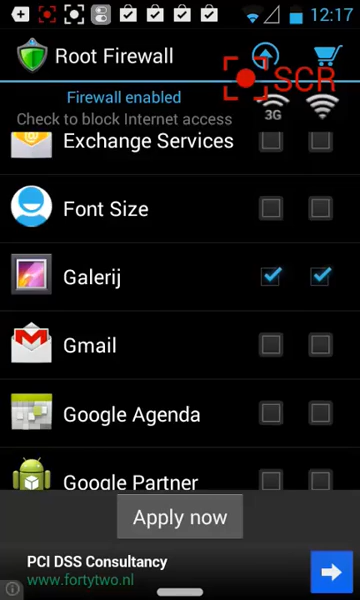 12:17
Root Firewall
SCR
Firewall enabled
Check to block Internet access
3G
Exchange Services
Font Size
Galerij
Gmail
Google Agenda
Google Partner
Apply now
PCI DSS Consultancy
www.fortytwo.nl